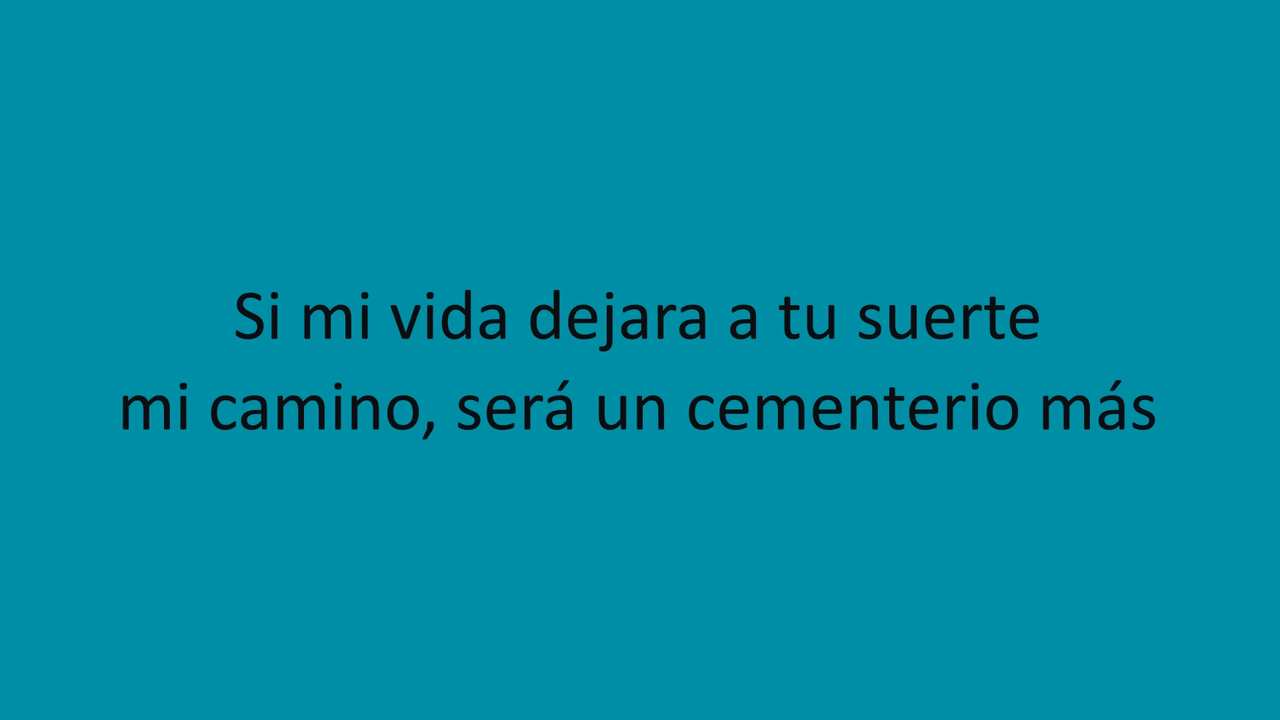 Si mi vida dejara a tu suerte
mi camino, será un cementerio más